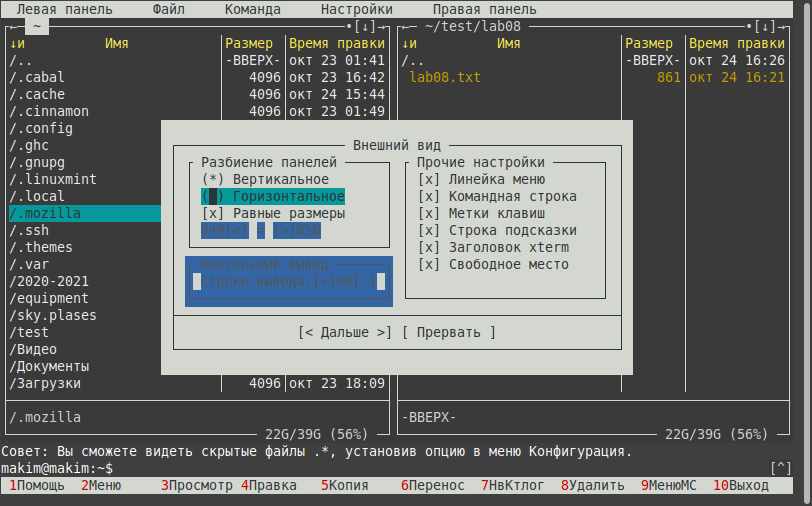 Левая панель Файл Команда Настройки Правая панель
←─ ~ •[↓]→ ←─ ~/test/lab08 •[↓]→
↓и Имя Размер Время правки ↓и Имя Размер Время правки
/.. -ВВЕРХ- окт 23 01:41 /.. -ВВЕРХ- окт 24 16:26
/.cabal 4096 окт 23 16:42 lab08.txt 861 окт 24 16:21
/.cache 4096 окт 24 15:44
/.cinnamon 4096 окт 23 01:49
/.config
/.ghc Внешний вид
/.gnupg Разбиение панелей Прочие настройки
/.linuxmint (*) Вертикальное [x] Линейка меню
/.local ( ) Горизонтальное [x] Командная строка
/.mozilla [x] Равные размеры [x] Метки клавиш
/.ssh [x] Строка подсказки
/.themes [x] Заголовок xterm
/.var Консольный вывод [x] Свободное место
/2020-2021 Строки вывода:[+]00[-]
/equipment
/sky.plases
/test [< Дальше >] [ Прервать ]
/Видео
/Документы
/Загрузки 4096 окт 23 18:09
/.mozilla -ВВЕРХ-
22G/39G (56%) 22G/39G (56%)
Совет: Вы сможете видеть скрытые файлы .*, установив опцию в меню Конфигурация.
makim@makim:~$ [^]
1Помощь 2Меню 3Просмотр 4Правка 5Копия 6Перенос 7НвКтлог 8Удалить 9МенюMC 10Выход